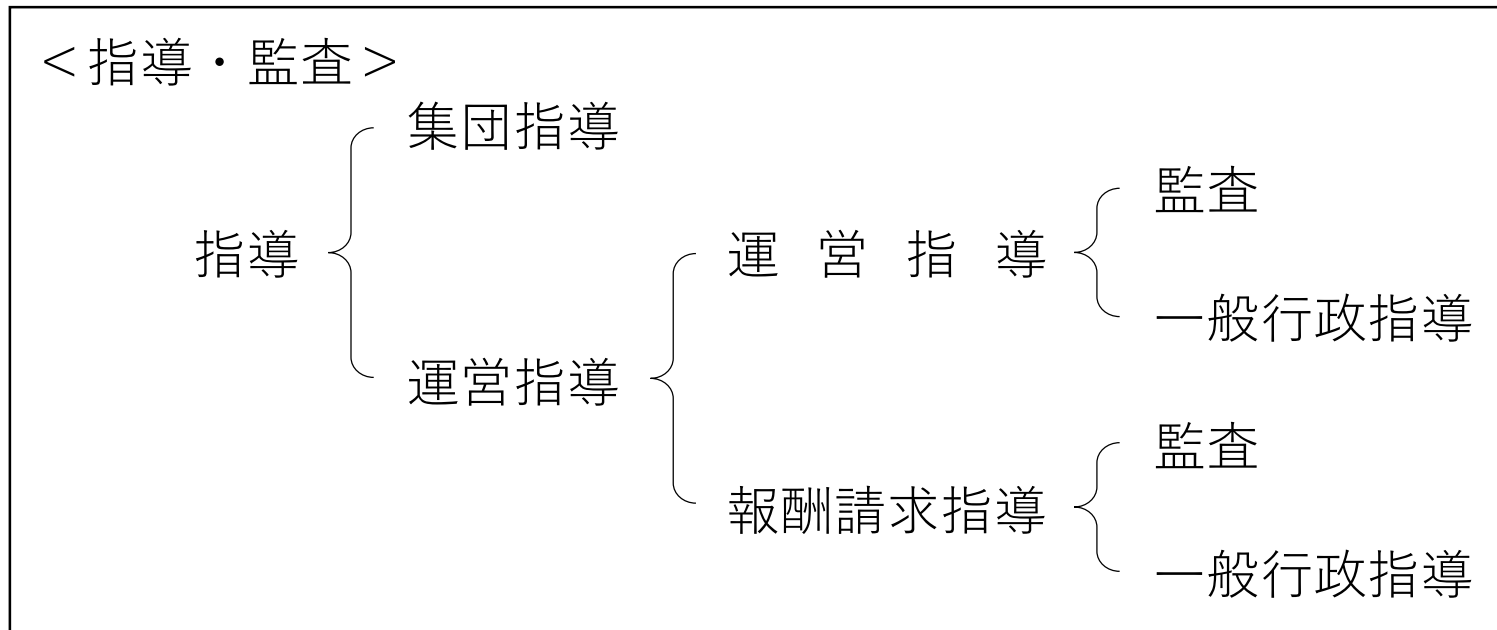 <指導・監査>
集団指導
監査
指導
運営指導
一般行政指導
運営指導
監査
報酬請求指導
一般行政指導